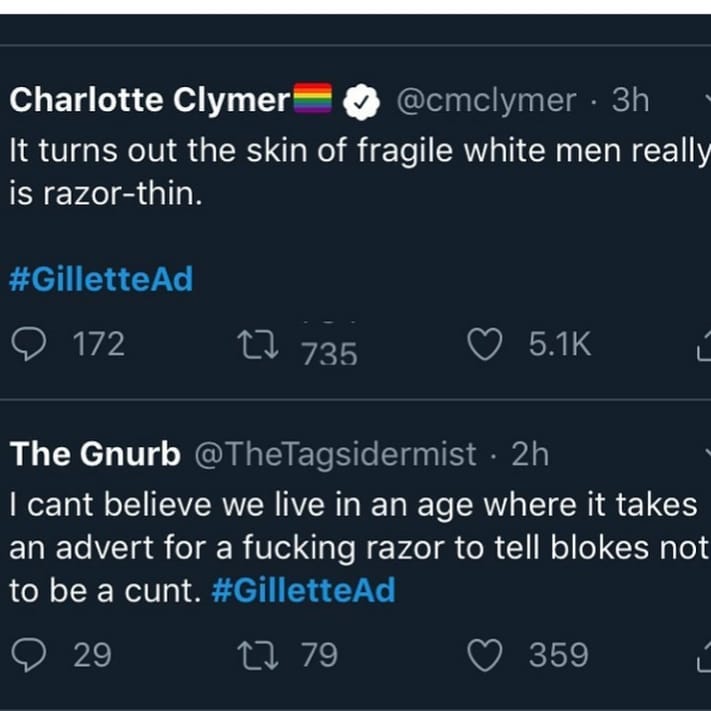 Charlotte Clymer @cmclymer · 3h
It turns out the skin of fragile white men really
is razor-thin.
#GilletteAd
172 735 5.1K
The Gnurb @TheTagsidermist · 2h
I cant believe we live in an age where it takes
an advert for a fucking razor to tell blokes not
to be a cunt. #GilletteAd
29 79 359